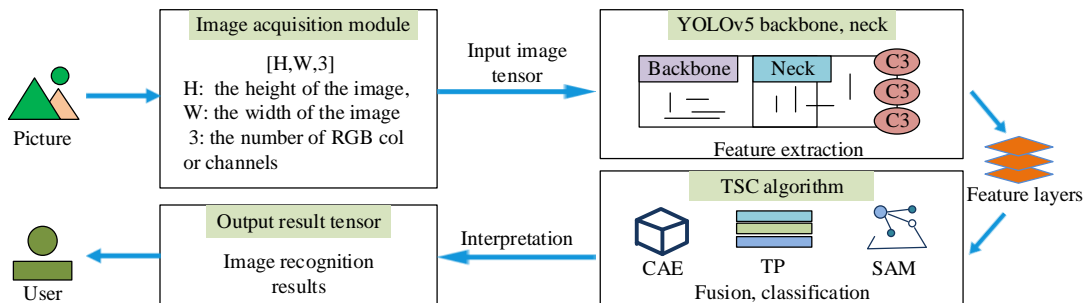 Image acquisition module
[H,W,3]
H: the height of the image,
W: the width of the image
3: the number of RGB col
or channels
Picture
Input image
tensor
YOLOv5 backbone, neck
Backbone
Neck
C3
C3
C3
Feature extraction
Feature layers
TSC algorithm
CAE
TP
SAM
Fusion, classification
Interpretation
Output result tensor
Image recognition
results
User